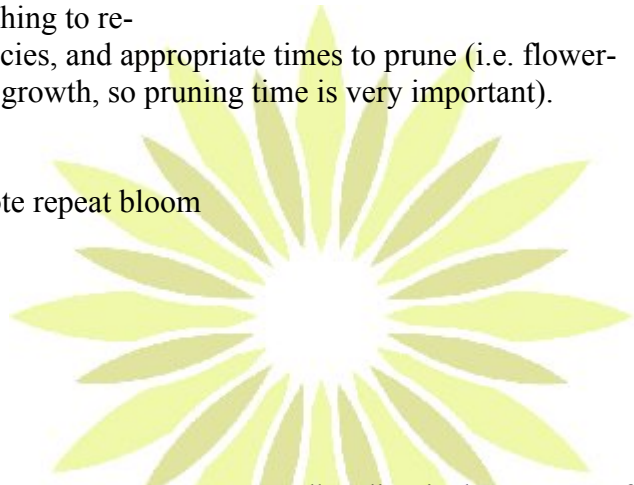 hing to re-
cies, and appropriate times to prune (i.e. flower-
growth, so pruning time is very important).
te repeat bloom